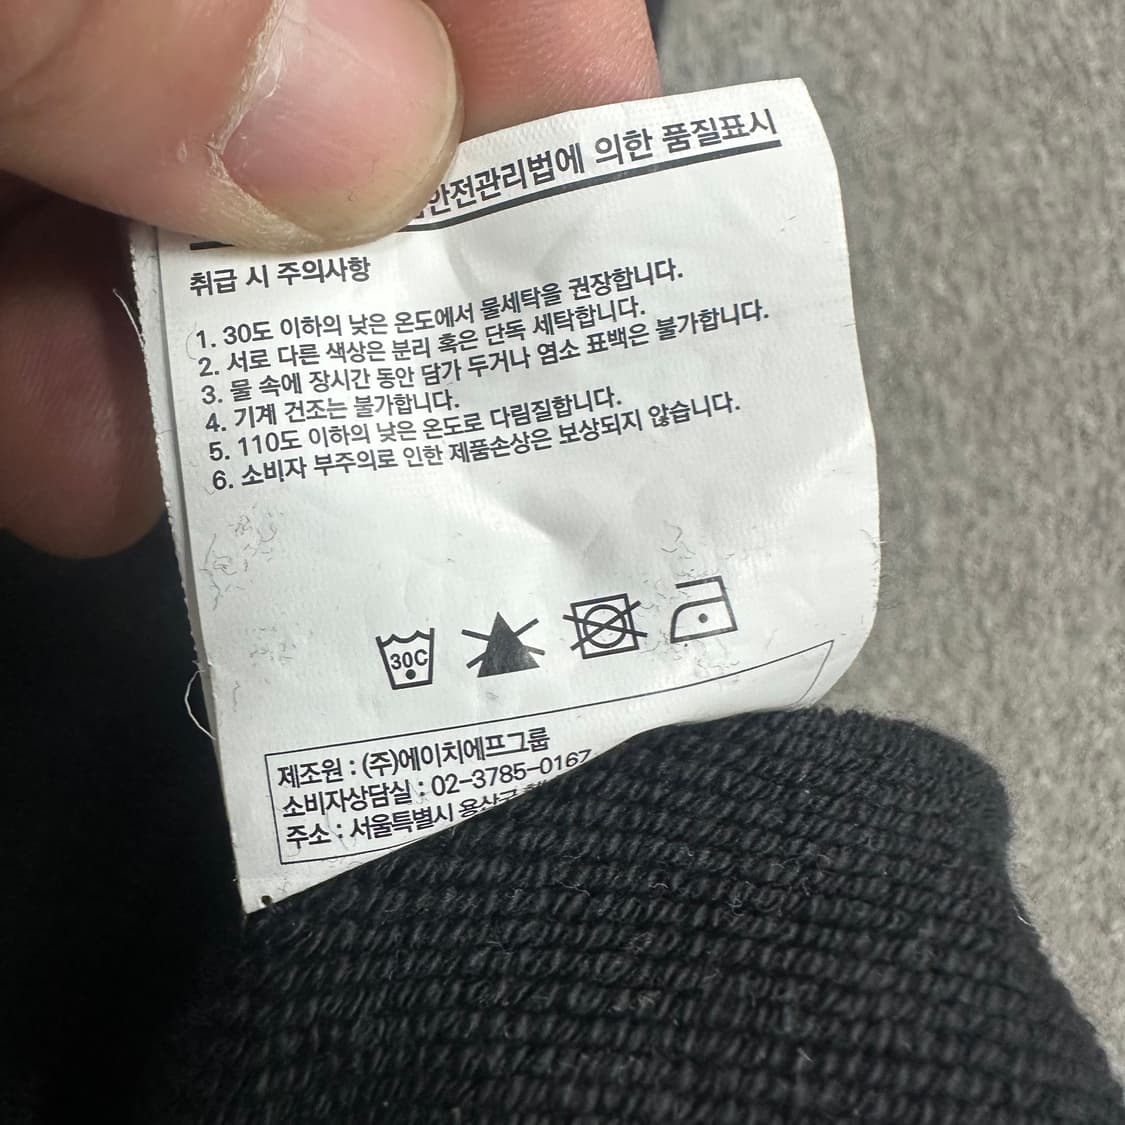 안전관리법에 의한 품질표시
취급 시 주의사항
1. 30도 이하의 낮은 온도에서 물세탁을 권장합니다.
2. 서로 다른 색상은 분리 혹은 단독 세탁합니다.
3. 물 속에 장시간 동안 담가 두거나 염소 표백은 불가합니다.
4. 기계 건조는 불가합니다.
5. 110도 이하의 낮은 온도로 다림질합니다.
6. 소비자 부주의로 인한 제품손상은 보상되지 않습니다.
30C
제조원 : (주)에이치에프그룹
소비자상담실 : 02-3785-0167
주소 : 서울특별시 용산구